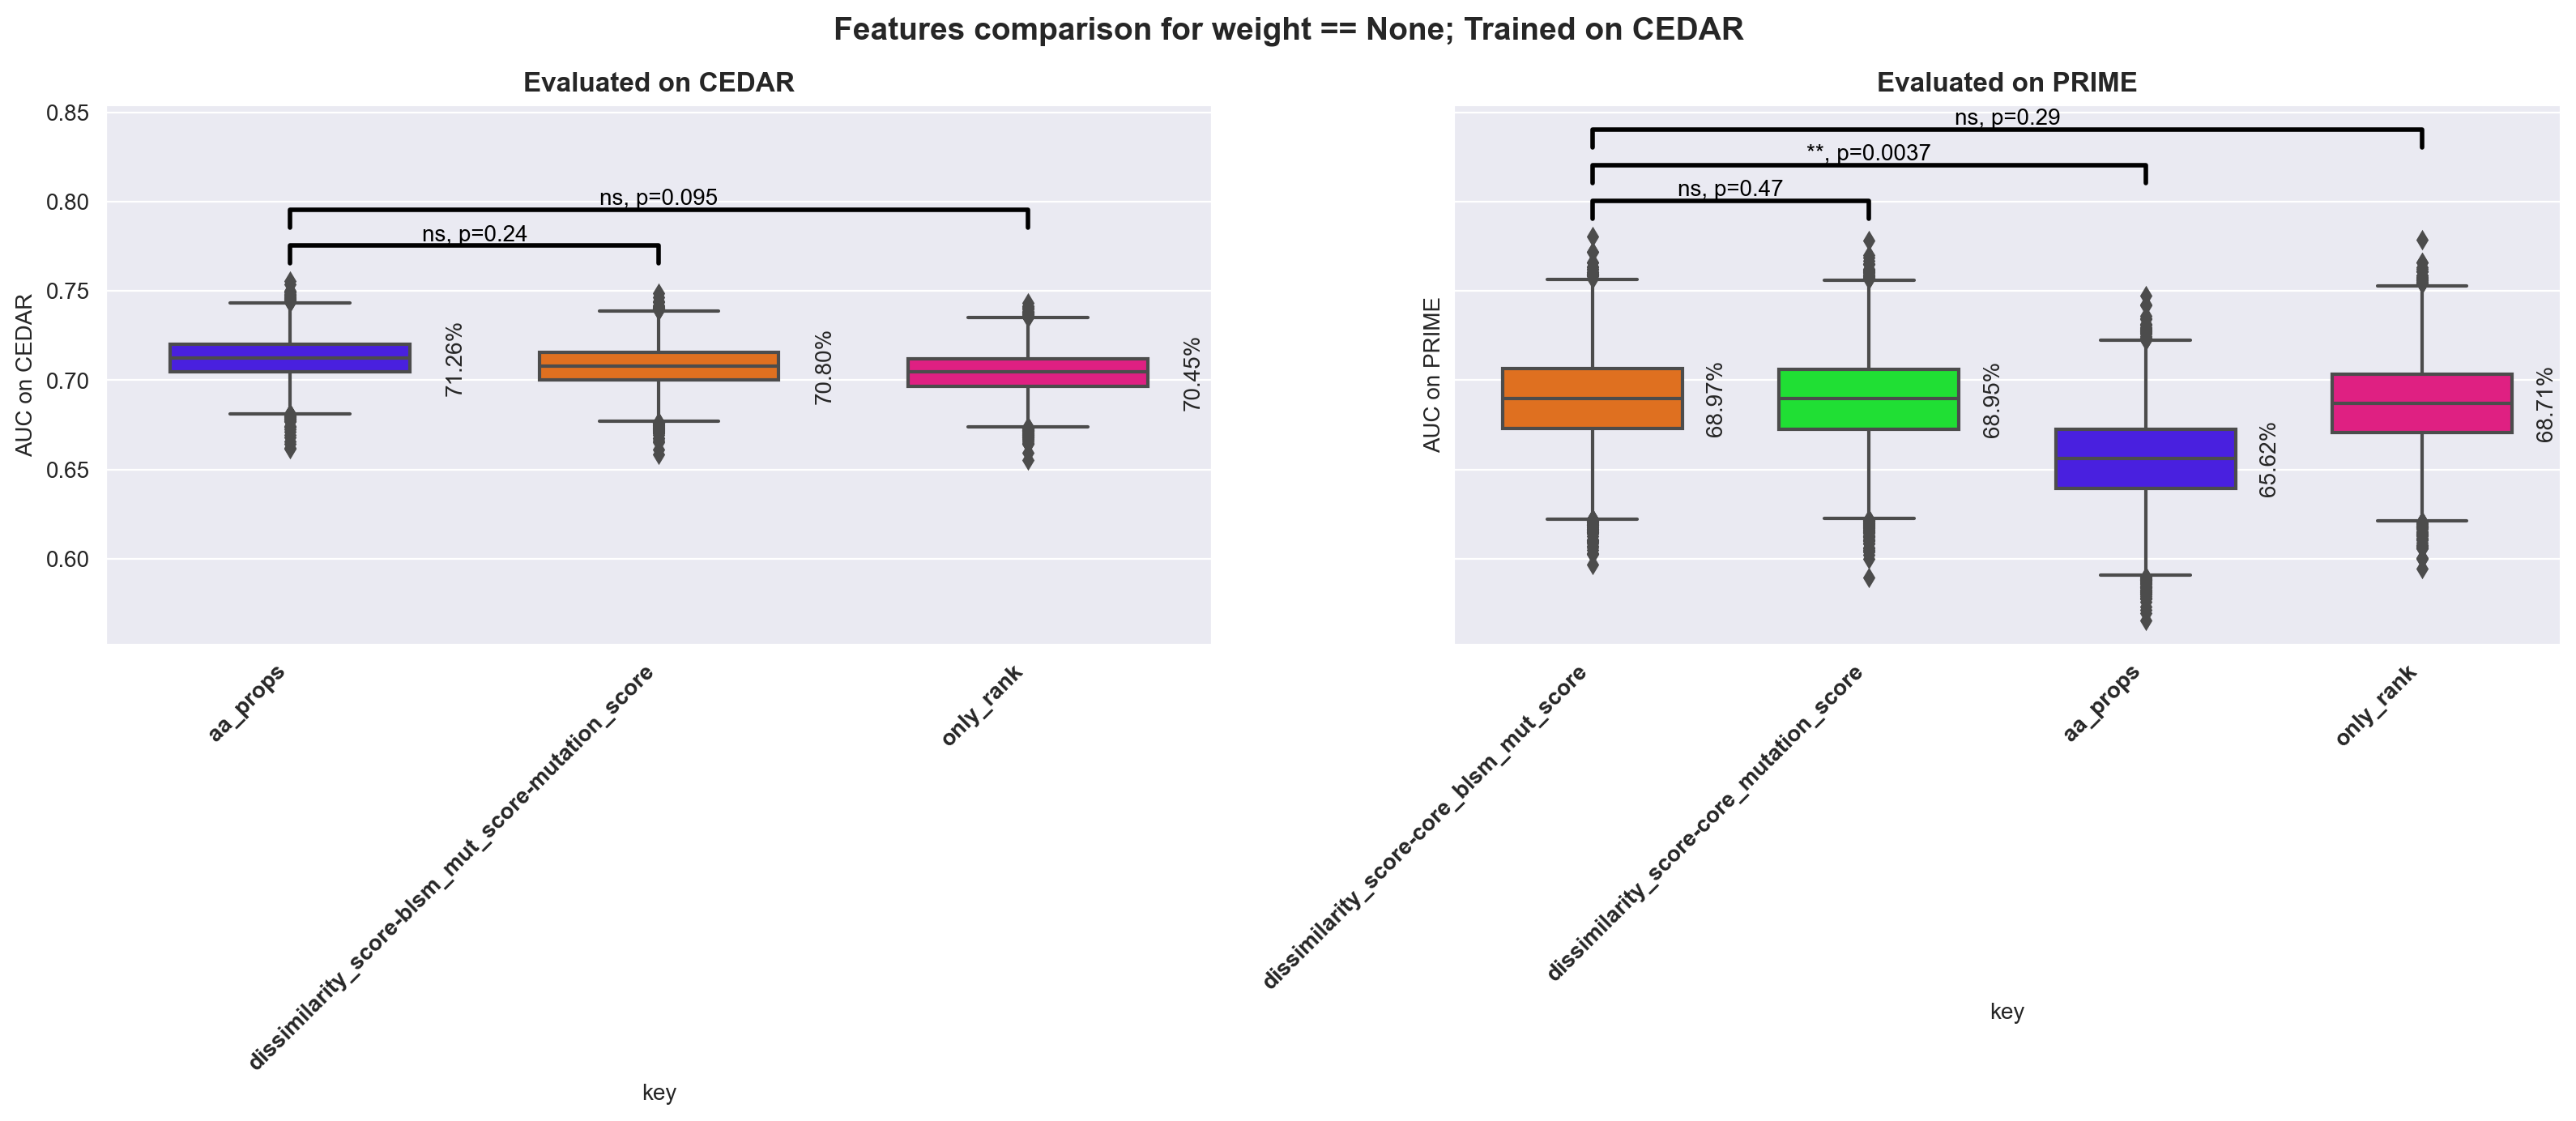 Features comparison for weight == None; Trained on CEDAR
Evaluated on CEDAR
AUC on CEDAR
0.85
0.80
0.75
0.70
0.65
0.60
ns, p=0.095
ns, p=0.24
71.26%
70.80%
70.45%
aa_props
dissimilarity_score-blsm_mut_score-mutation_score
only_rank
key
Evaluated on PRIME
AUC on PRIME
ns, p=0.29
**, p=0.0037
ns, p=0.47
68.97%
68.95%
65.62%
68.71%
dissimilarity_score-core_blsm_mut_score
dissimilarity_score-core_mutation_score
aa_props
only_rank
key